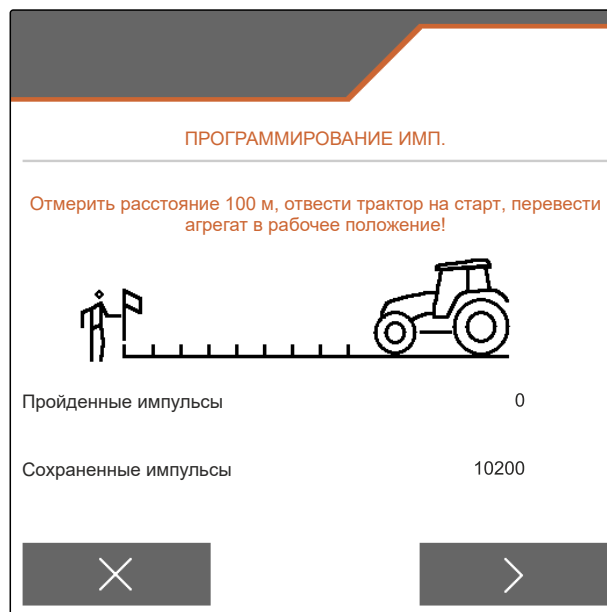 ПРОГРАММИРОВАНИЕ ИМП.
Отмерить расстояние 100 м, отвести трактор на старт, перевести
агрегат в рабочее положение!
Пройденные импульсы 0
Сохраненные импульсы 10200